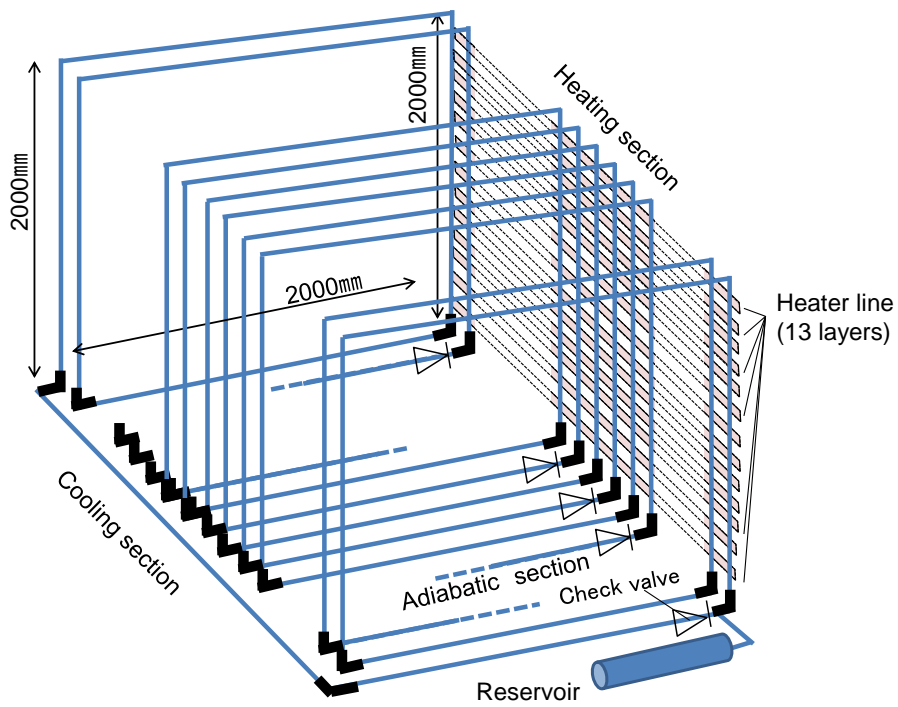 2000mm
2000mm
2000mm
Heating section
Heater line
(13 layers)
Cooling section
Adiabatic section
Check valve
Reservoir